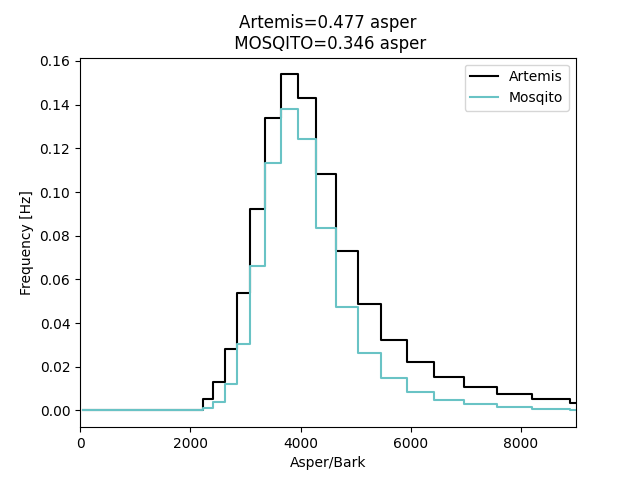 Artemis=0.477 asper
MOSQITO=0.346 asper
Artemis
Mosqito
Frequency [Hz]
0.16
0.14
0.12
0.10
0.08
0.06
0.04
0.02
0.00
0 2000 4000 6000 8000
Asper/Bark